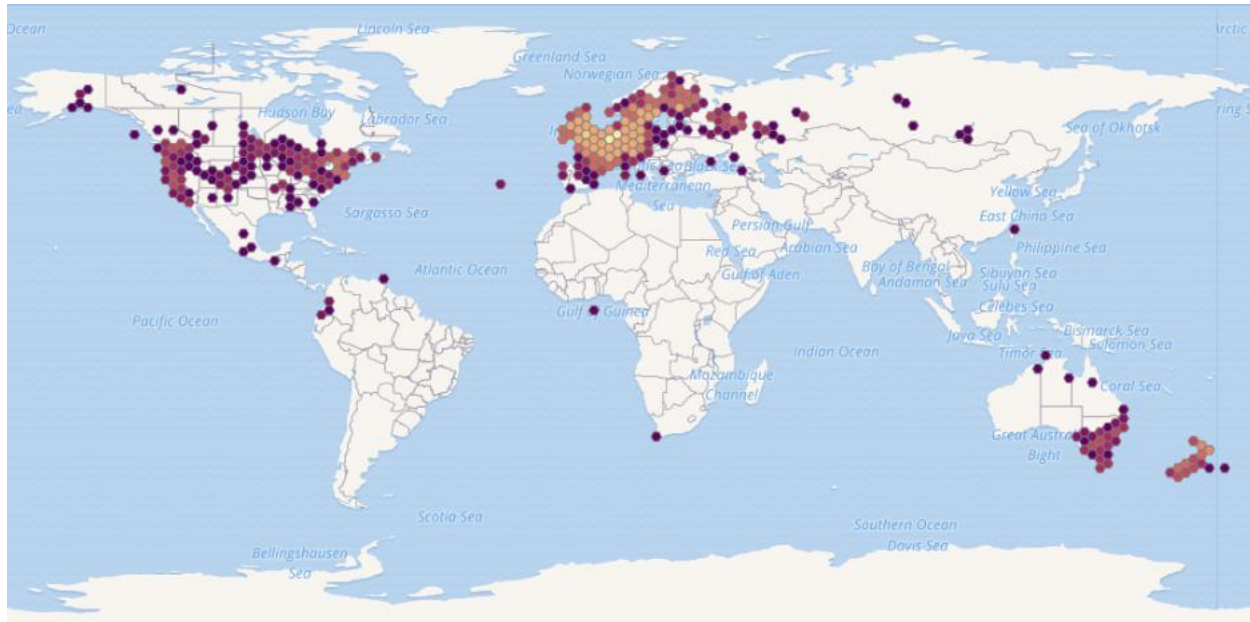 Ocean
Lincoln Sea
Arctic
Greenland Sea
Norwegian Sea
Hudson Bay
Labrador Sea
Sea of Okhotsk
Black Sea
Mediterranean
Sea
Yellow Sea
East China Sea
Sargasso Sea
Persian Gulf
Philippine Sea
Red Sea
Arabian Sea
Bay of Bengal
Atlantic Ocean
Gulf of Aden
Andaman Sea
Sibuyan Sea
Sulu Sea
Celebes Sea
Gulf of Guinea
Pacific Ocean
Bismarck Sea
Java Sea
Solomon Sea
Indian Ocean
Timor Sea
Mozambique
Channel
Coral Sea
Great Austral
Bight
Scotia Sea
Southern Ocean
Davis Sea
Bellingshausen
Sea